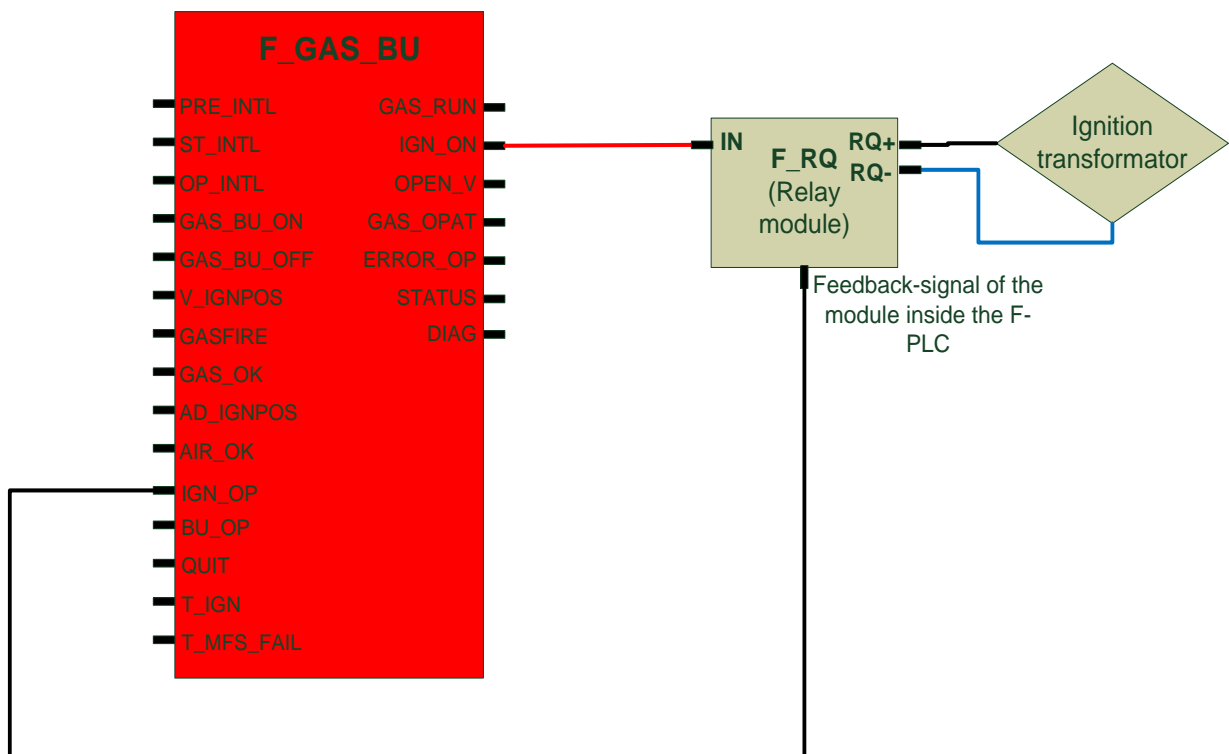 F_GAS_BU
PRE_INTL
ST_INTL
OP_INTL
GAS_BU_ON
GAS_BU_OFF
V_IGNPOS
GASFIRE
GAS_OK
AD_IGNPOS
AIR_OK
IGN_OP
BU_OP
QUIT
T_IGN
T_MFS_FAIL
GAS_RUN
IGN_ON
OPEN_V
GAS_OPAT
ERROR_OP
STATUS
DIAG
IN
F_RQ
(Relay
module)
RQ+
RQ-
Feedback-signal of the
module inside the F-
PLC
Ignition
transformator